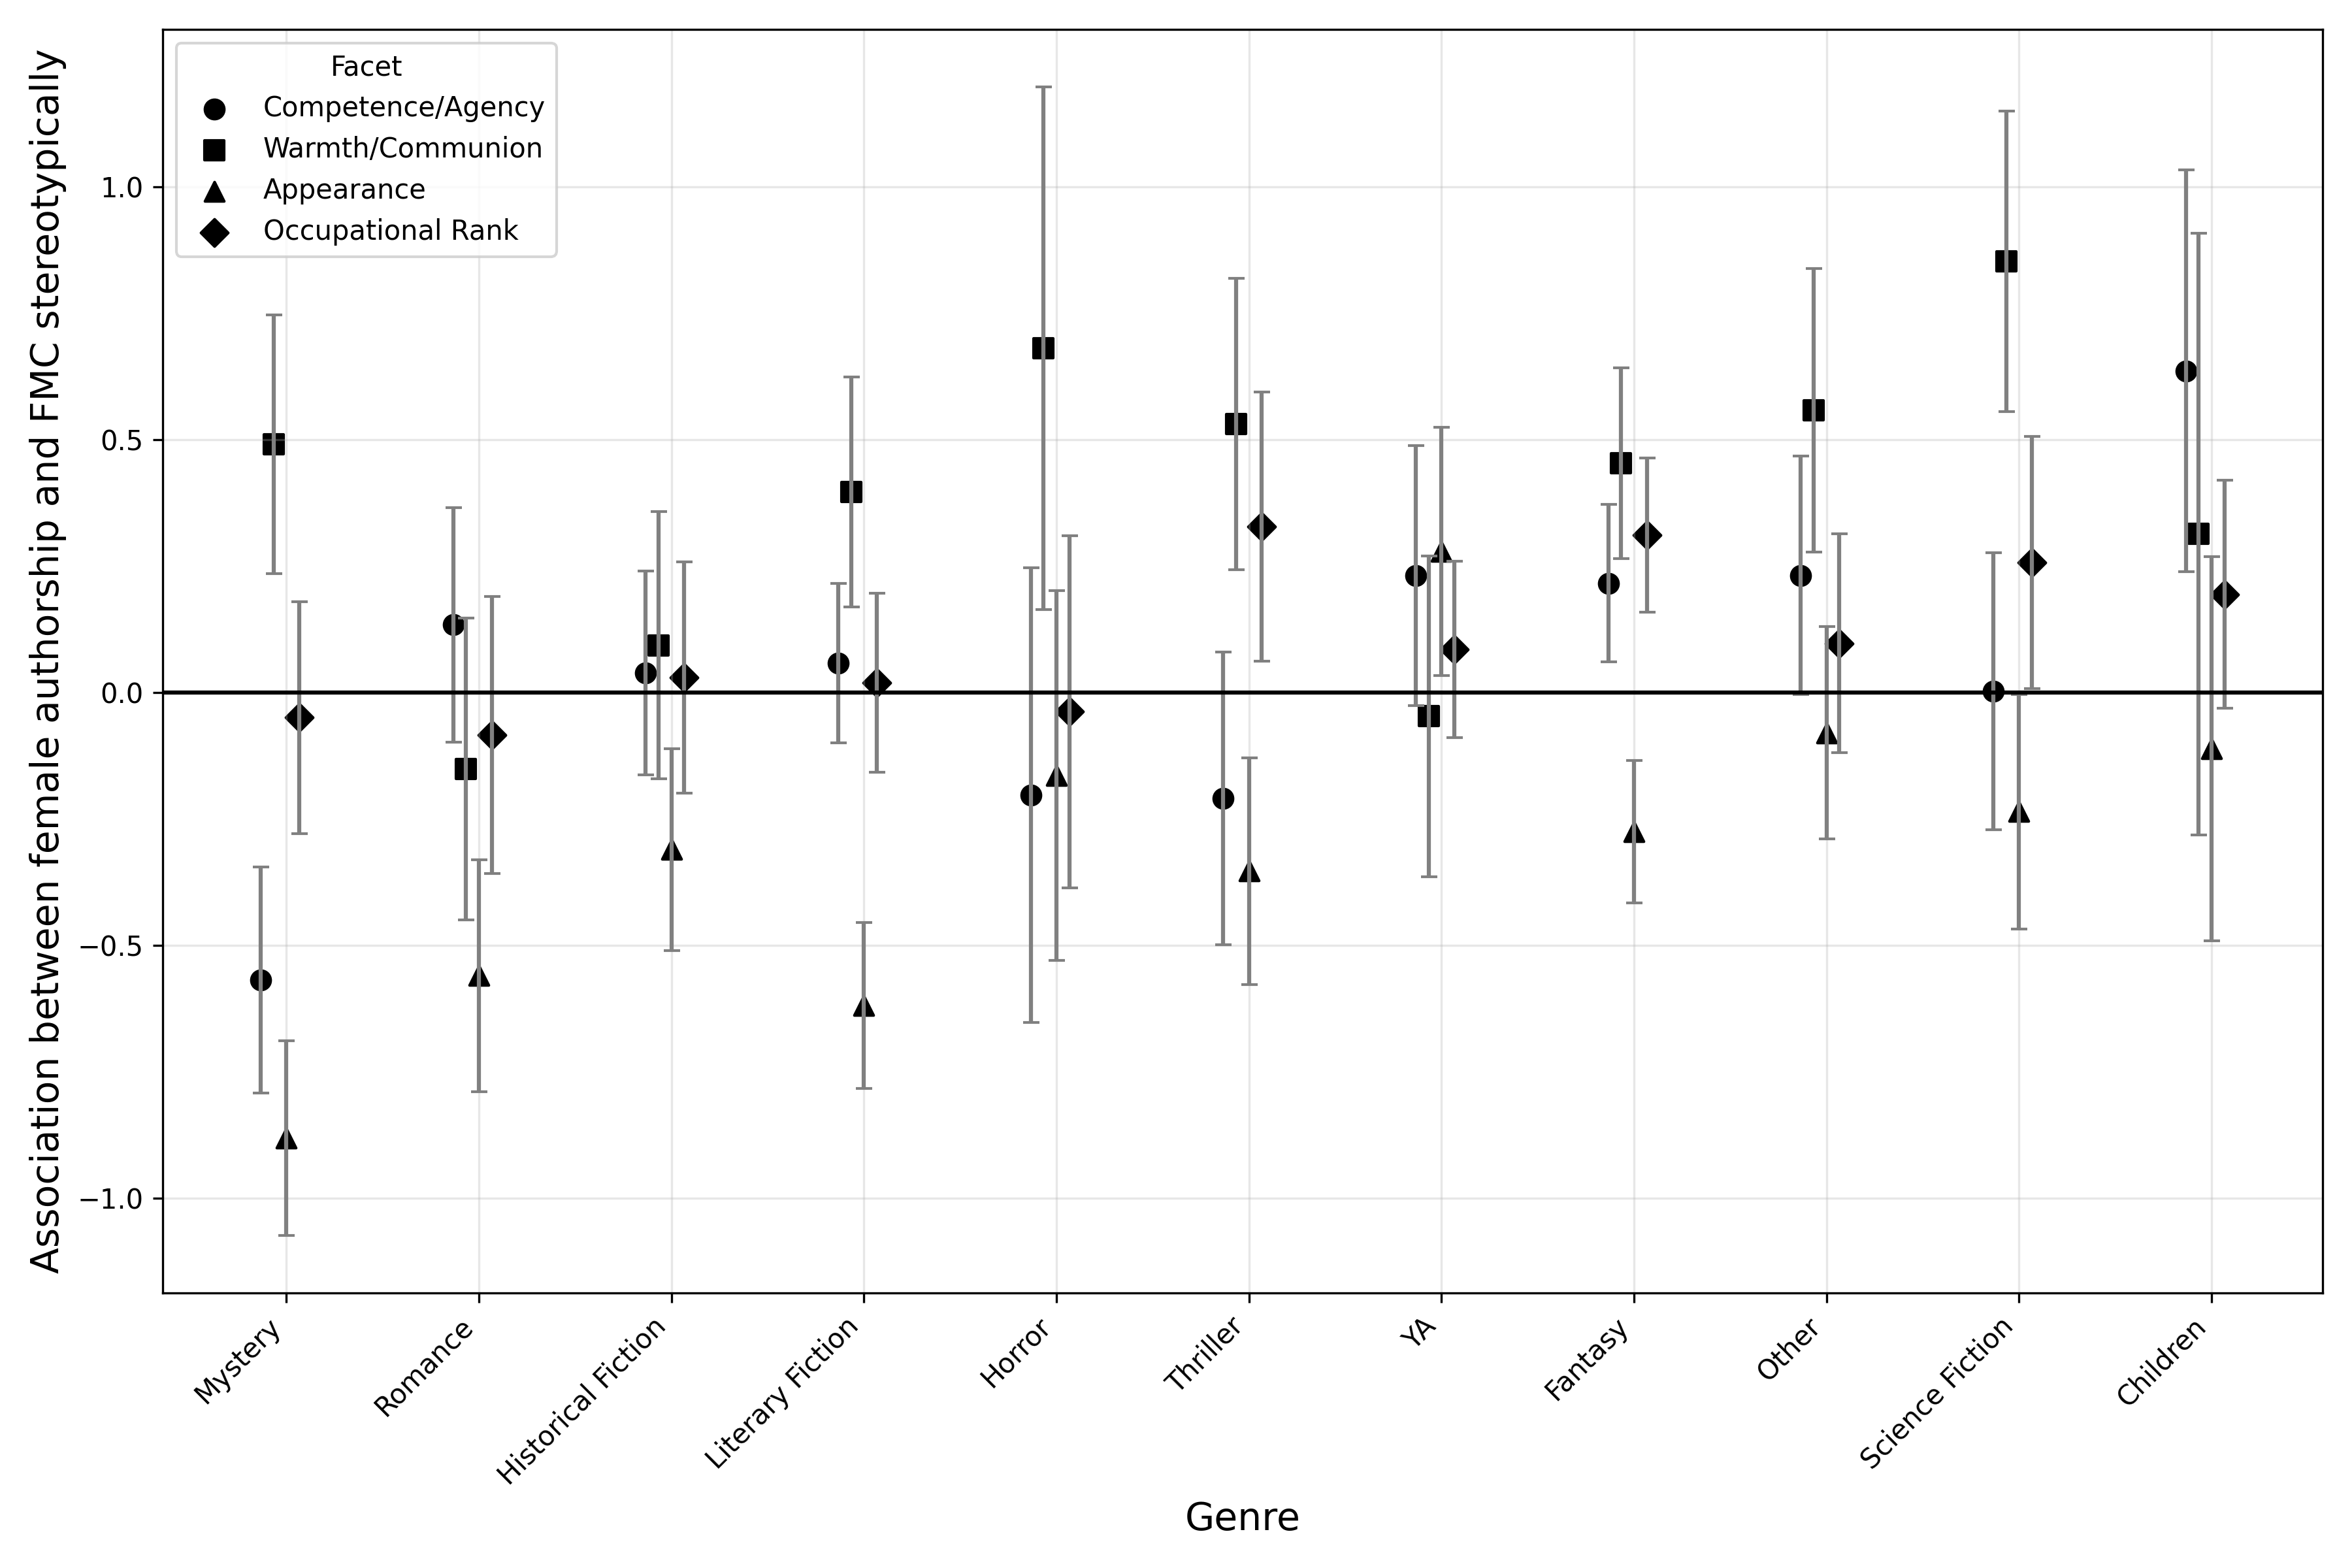 Association between female authorship and FMC stereotypically
Facet
Competence/Agency
Warmth/Communion
Appearance
Occupational Rank
1.0
0.5
0.0
−0.5
−1.0
Mystery
Romance
Historical Fiction
Literary Fiction
Horror
Thriller
YA
Fantasy
Other
Science Fiction
Children
Genre